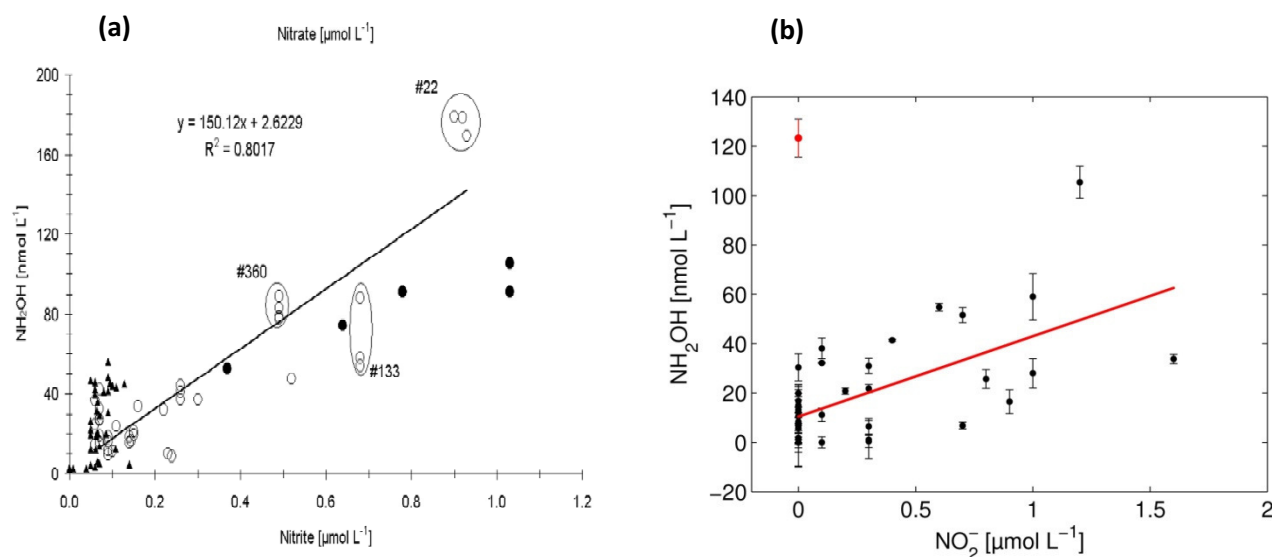 (a)
Nitrate [µmol L⁻¹]
200
#22
y = 150.12x + 2.6229
R² = 0.8017
160
120
NH₂OH [nmol L⁻¹]
#360
80
#133
40
0
0.0 0.2 0.4 0.6 0.8 1.0 1.2
Nitrite [µmol L⁻¹]
(b)
140
120
100
80
NH₂OH [nmol L⁻¹]
60
40
20
0
−20
0 0.5 1 1.5 2
NO₂⁻ [µmol L⁻¹]